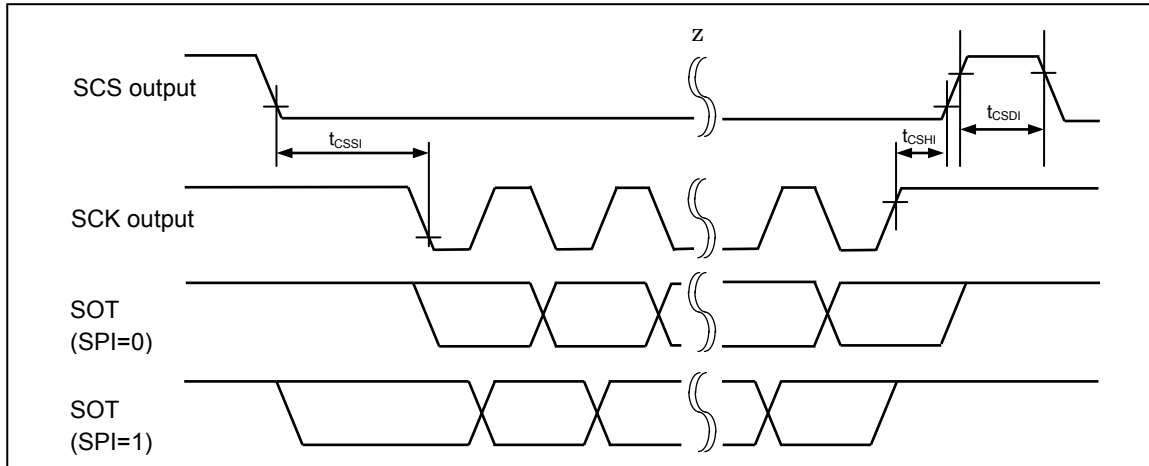 z
SCS output
tCSSI
tCSHI
tCSDI
SCK output
SOT
(SPI=0)
SOT
(SPI=1)